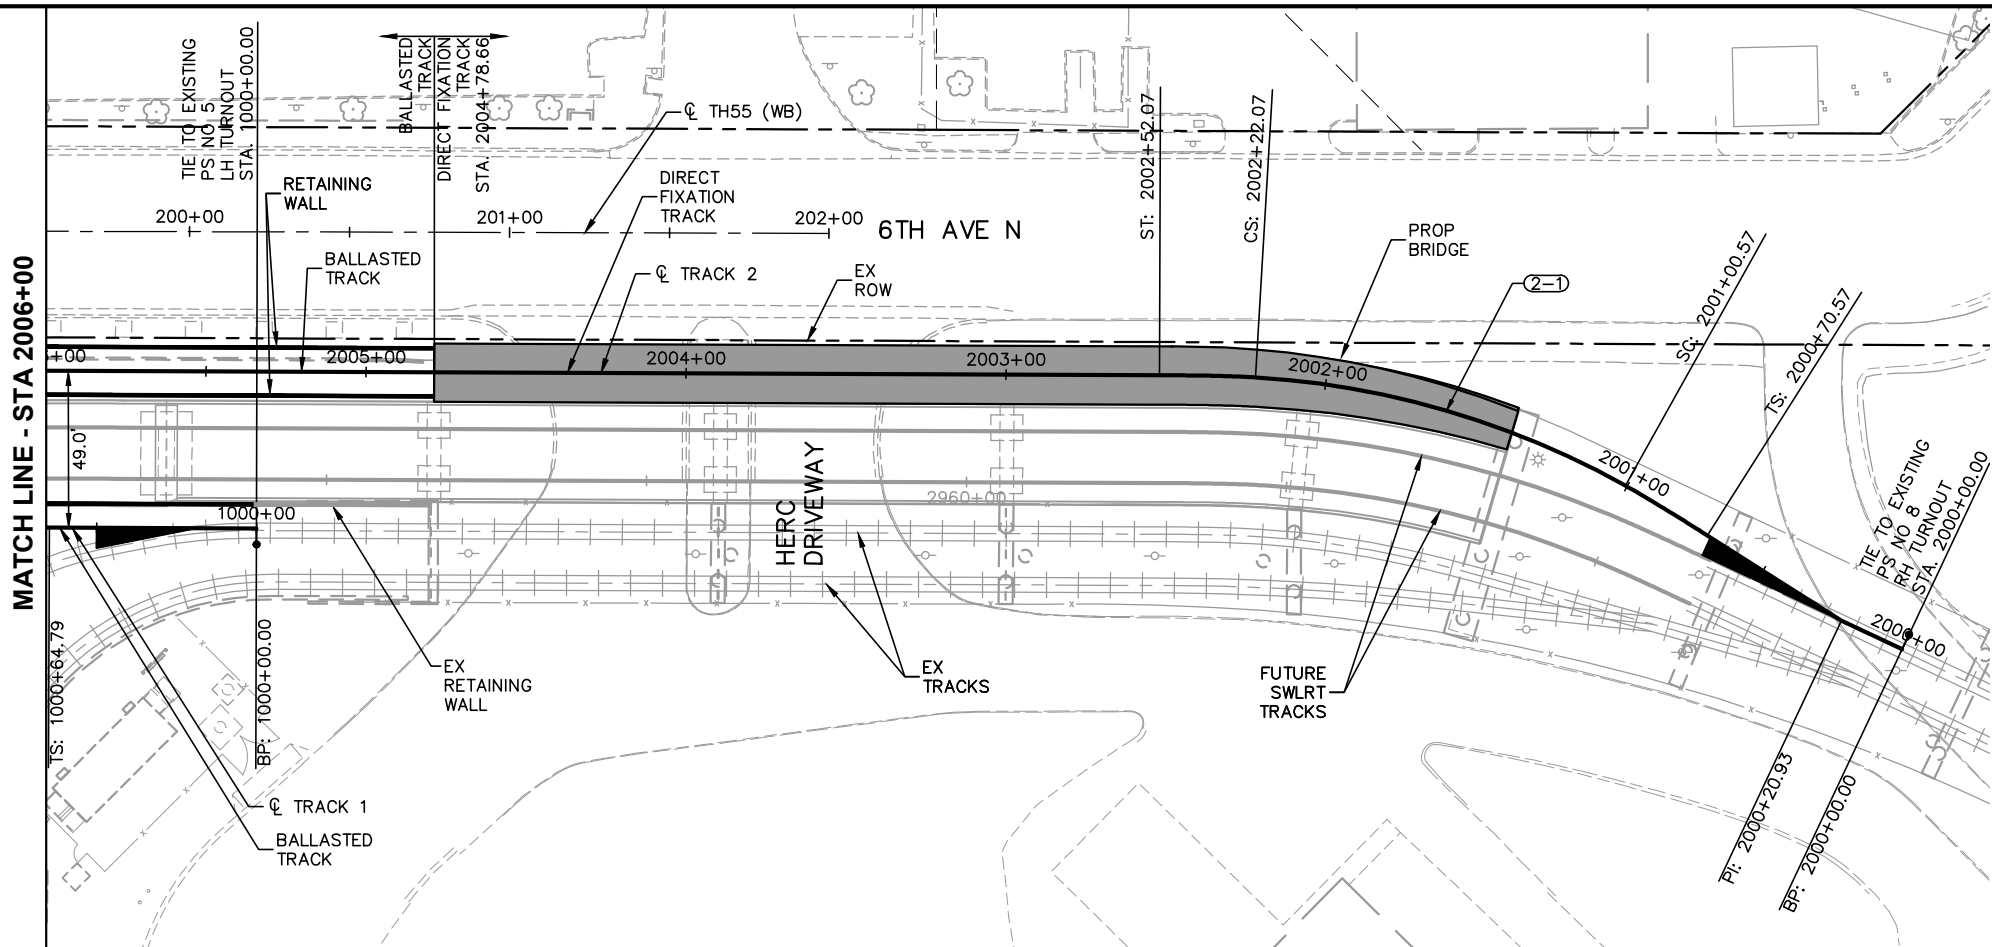 MATCH LINE - STA 2006+00
TIE TO EXISTING
PS NO 5
LH TURNOUT
STA. 1000+00.00
BALLASTED
TRACK
DIRECT FIXATION
TRACK
STA. 2004+78.66
℄ TH55 (WB)
RETAINING
WALL
200+00
201+00
202+00
6TH AVE N
DIRECT
FIXATION
TRACK
BALLASTED
TRACK
℄ TRACK 2
EX
ROW
ST: 2002+52.07
CS: 2002+22.07
PROP
BRIDGE
2-1
SC: 2001+00.57
TS: 2000+70.57
+00
2005+00
2004+00
2003+00
2002+00
2001+00
2000+00
49.0'
1000+00
2960+00
HERC
DRIVEWAY
TIE TO EXISTING
PS NO 8
RH TURNOUT
STA. 2000+00.00
TS: 1000+64.79
BP: 1000+00.00
EX
RETAINING
WALL
EX
TRACKS
FUTURE
SWLRT
TRACKS
℄ TRACK 1
BALLASTED
TRACK
PI: 2000+20.93
BP: 2000+00.00